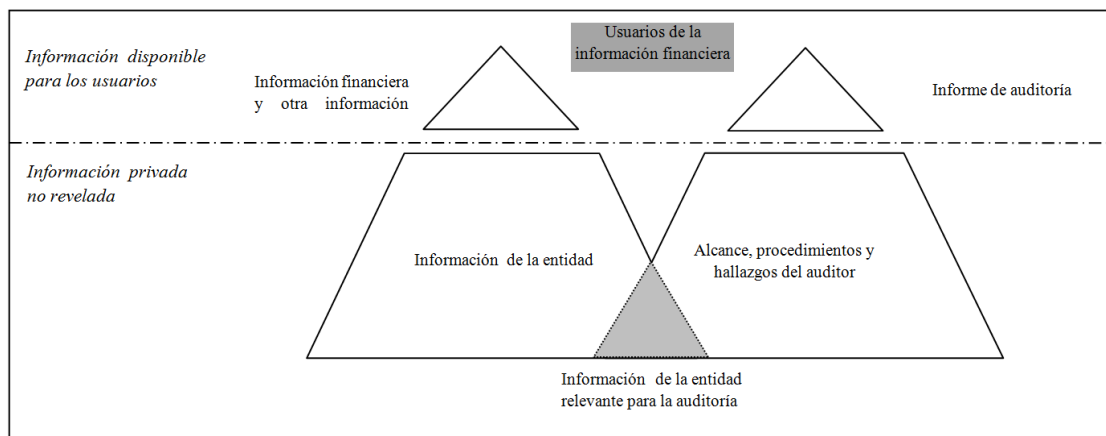 Información disponible
para los usuarios
Usuarios de la
información financiera
Información financiera
y otra información
Informe de auditoría
Información privada
no revelada
Información de la entidad
Alcance, procedimientos y
hallazgos del auditor
Información de la entidad
relevante para la auditoría